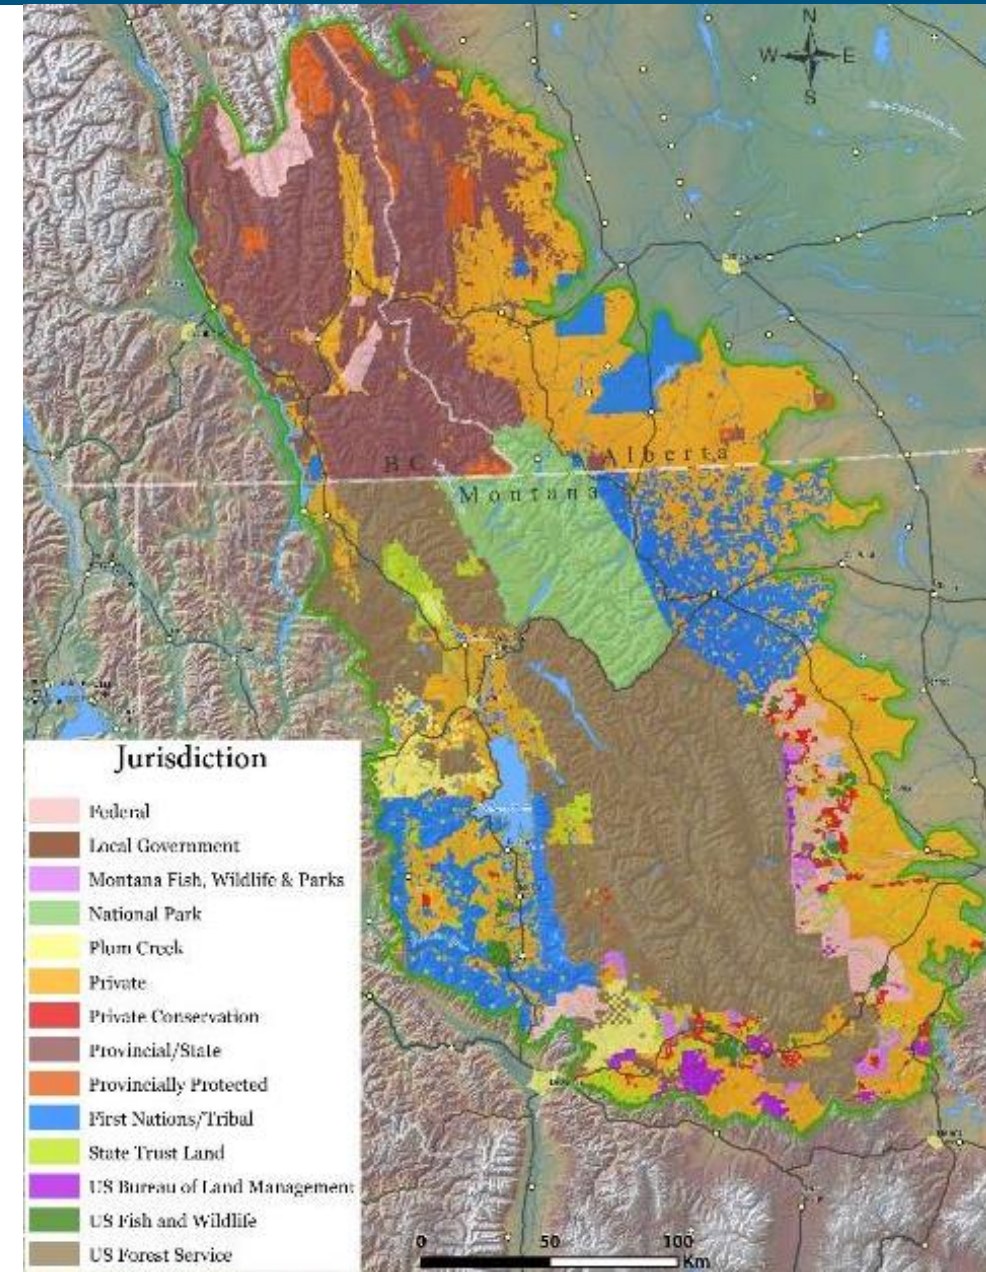 N
W E
S
BC
Alberta
Montana
Jurisdiction
Federal
Local Government
Montana Fish, Wildlife & Parks
National Park
Plum Creek
Private
Private Conservation
Provincial/State
Provincially Protected
First Nations/Tribal
State Trust Land
US Bureau of Land Management
US Fish and Wildlife
US Forest Service
0 50 100
Km